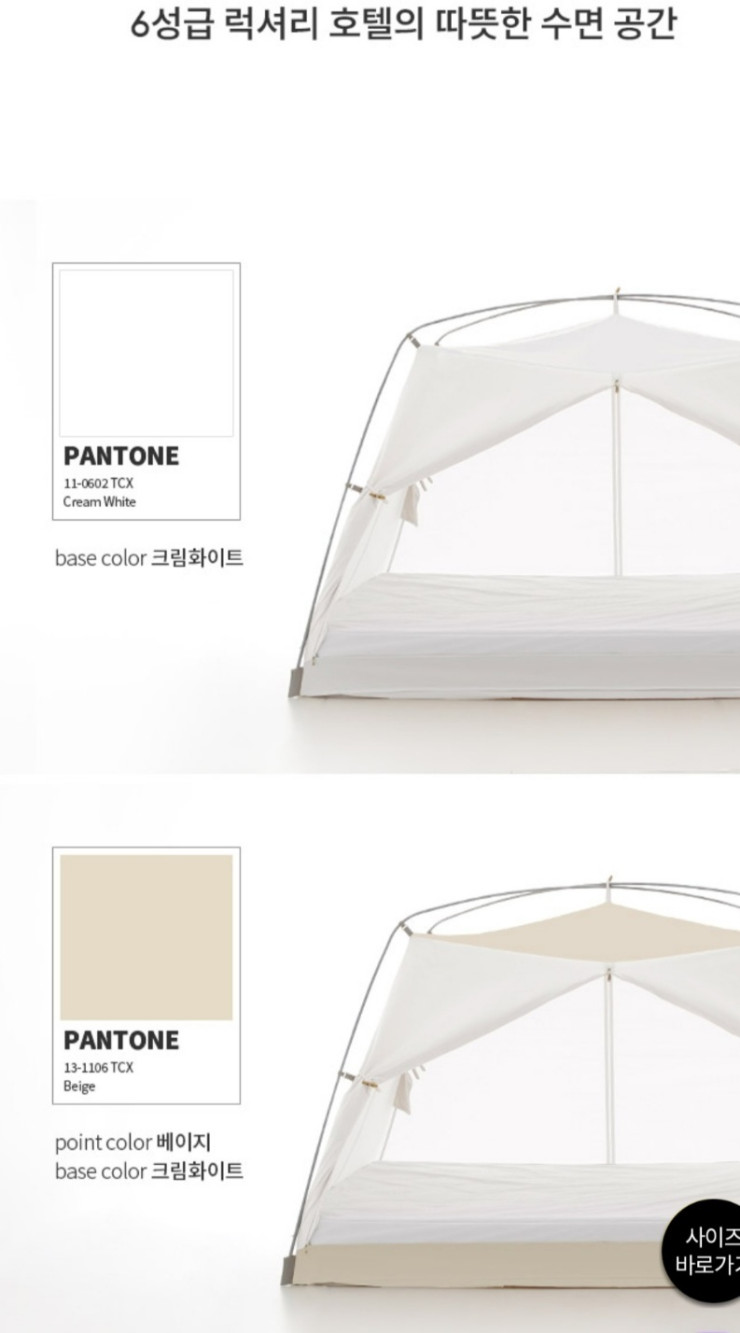 6성급 럭셔리 호텔의 따뜻한 수면 공간
PANTONE
11-0602 TCX
Cream White
base color 크림화이트
PANTONE
13-1106 TCX
Beige
point color 베이지
base color 크림화이트
사이즈
바로가기